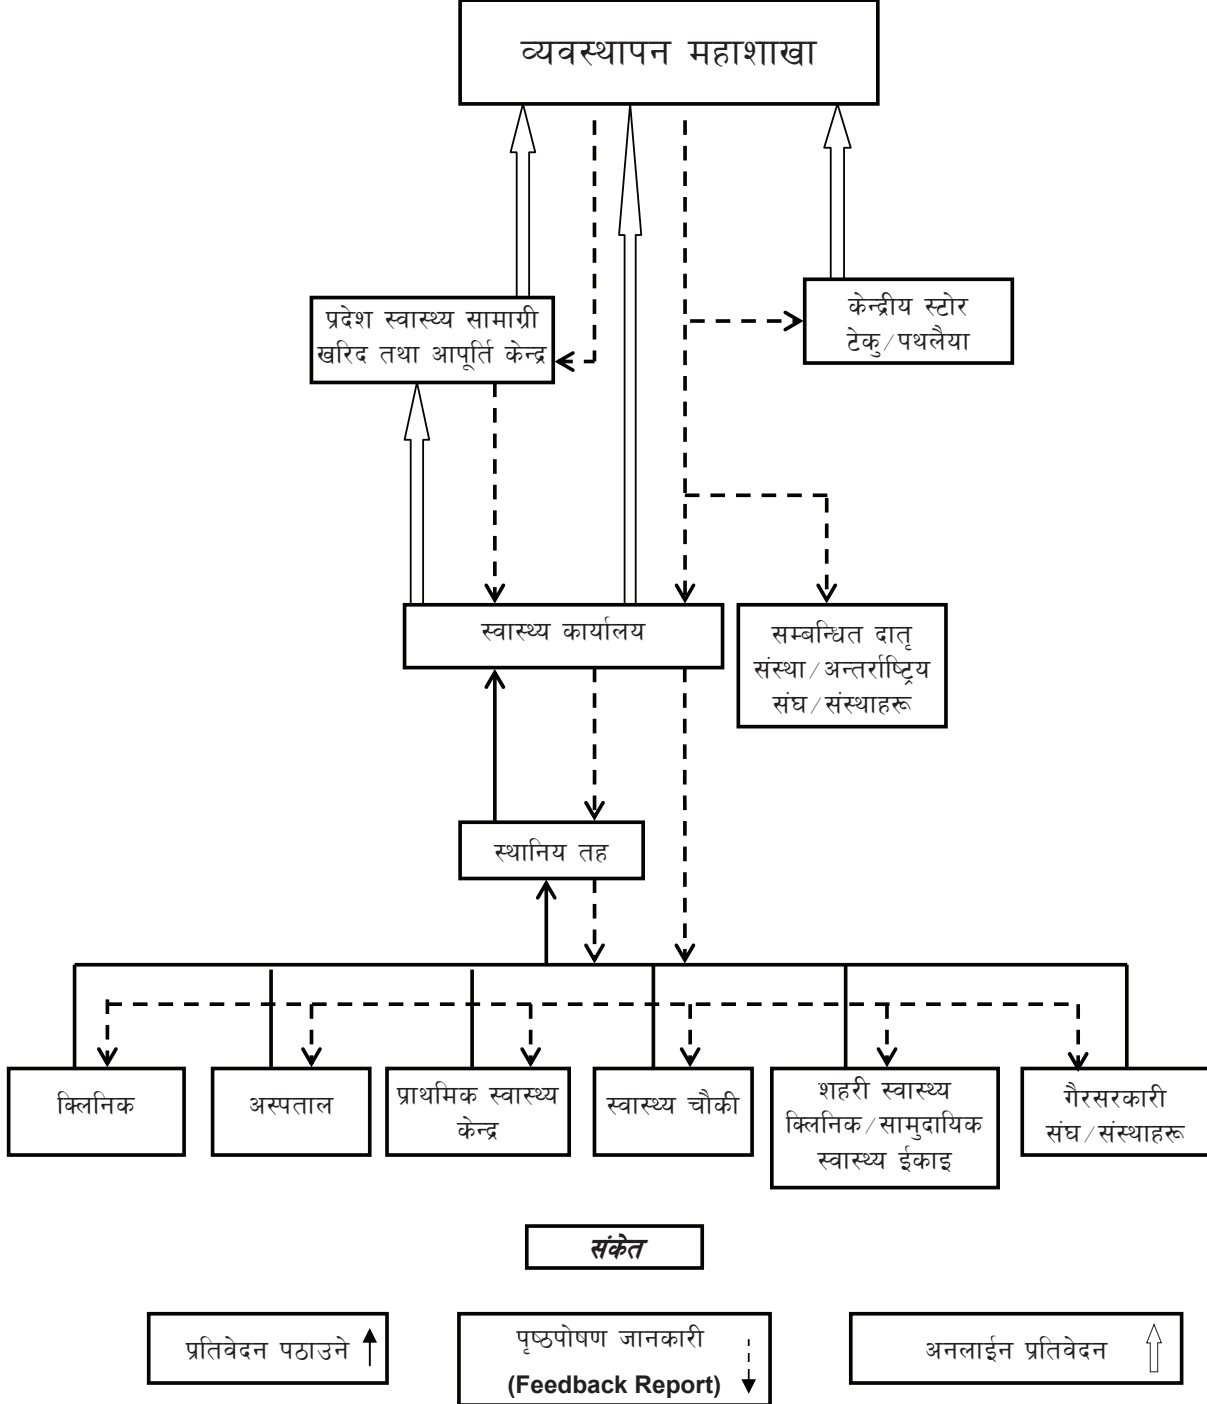 व्यवस्थापन महाशाखा
प्रदेश स्वास्थ्य सामाग्री
खरिद तथा आपूर्ति केन्द्र
केन्द्रीय स्टोर
टेकु/पथलैया
स्वास्थ्य कार्यालय
सम्बन्धित दातृ
संस्था/अन्तर्राष्ट्रिय
संघ/संस्थाहरू
स्थानिय तह
क्लिनिक
अस्पताल
प्राथमिक स्वास्थ्य
केन्द्र
स्वास्थ्य चौकी
शहरी स्वास्थ्य
क्लिनिक/सामुदायिक
स्वास्थ्य ईकाइ
गैरसरकारी
संघ/संस्थाहरू
संकेत
प्रतिवेदन पठाउने
पृष्ठपोषण जानकारी
(Feedback Report)
अनलाईन प्रतिवेदन